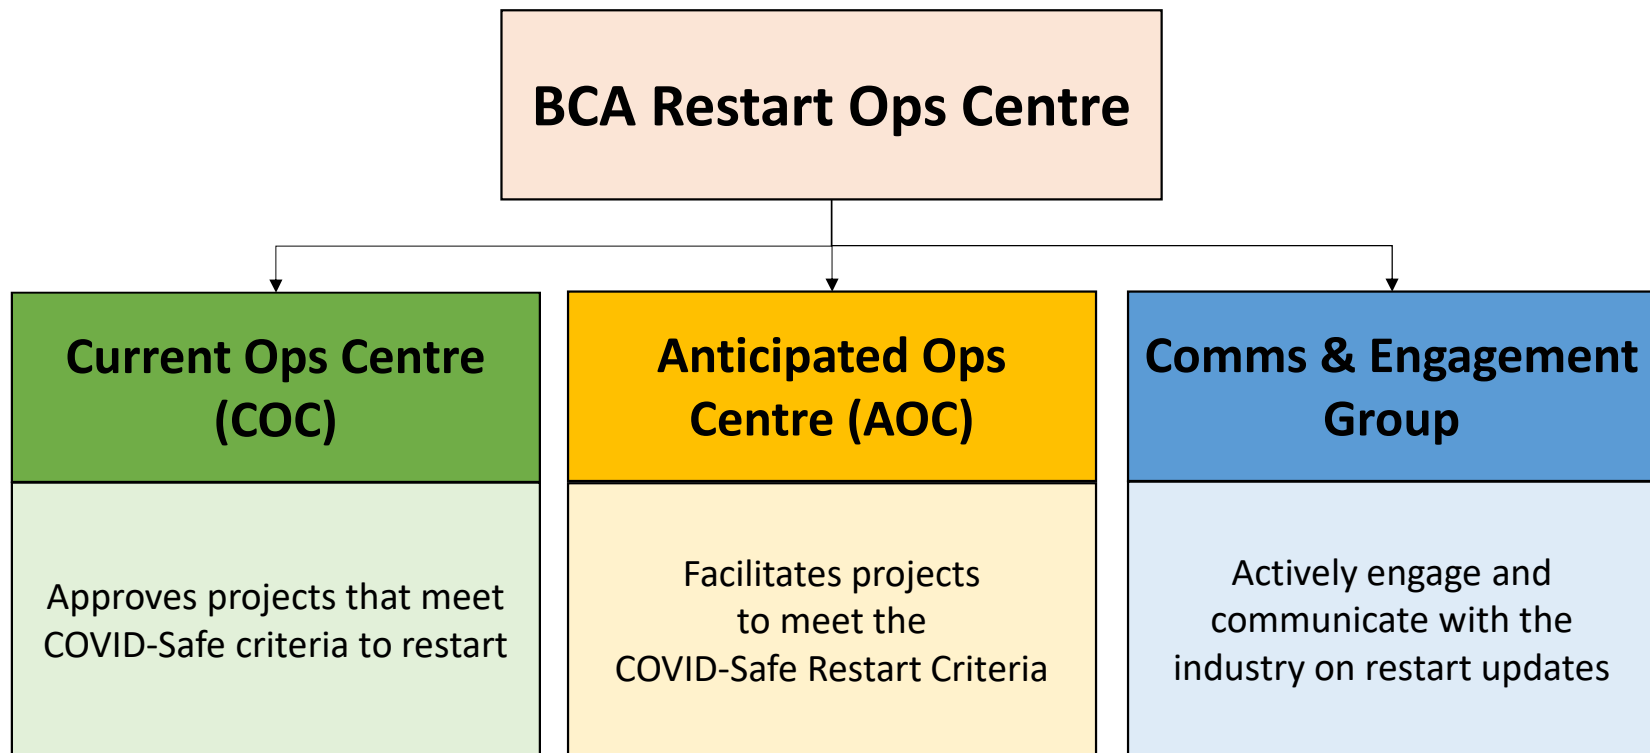 BCA Restart Ops Centre
Current Ops Centre
(COC)
Approves projects that meet
COVID-Safe criteria to restart
Anticipated Ops
Centre (AOC)
Facilitates projects
to meet the
COVID-Safe Restart Criteria
Comms & Engagement
Group
Actively engage and
communicate with the
industry on restart updates